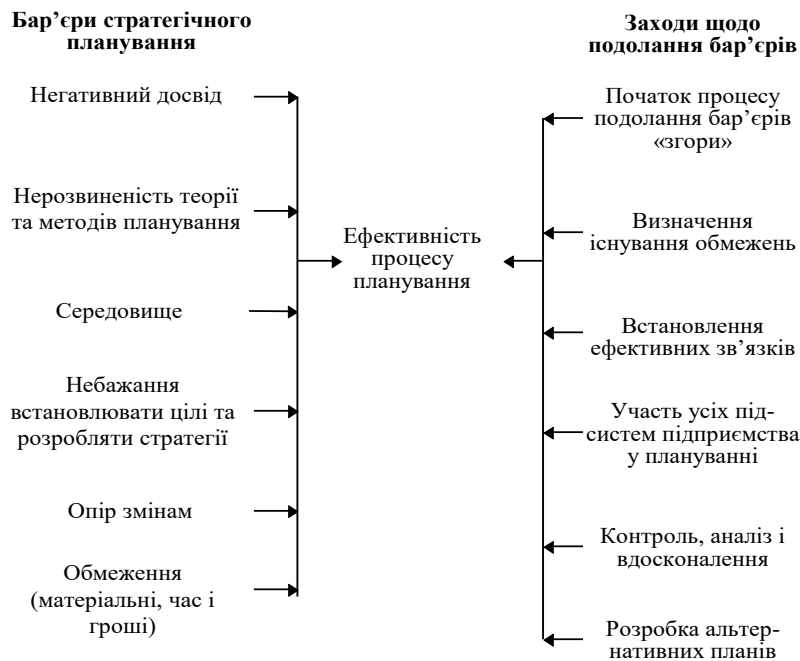 Бар’єри стратегічного
планування
Негативний досвід
Нерозвиненість теорії
та методів планування
Середовище
Небажання
встановлювати цілі та
розробляти стратегії
Опір змінам
Обмеження
(матеріальні, час і
гроші)
Ефективність
процесу
планування
Заходи щодо
подолання бар’єрів
Початок процесу
подолання бар’єрів
«згори»
Визначення
існування обмежень
Встановлення
ефективних зв’язків
Участь усіх під-
систем підприємства
у плануванні
Контроль, аналіз і
вдосконалення
Розробка альтер-
нативних планів